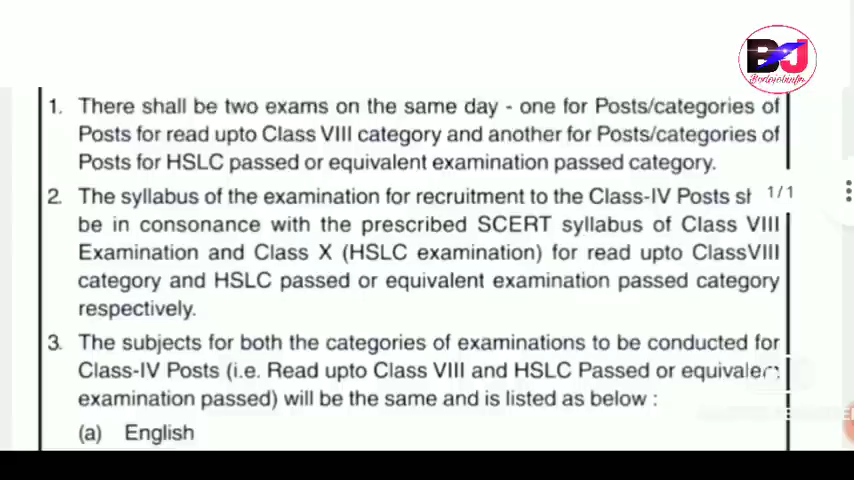 BJ
Bodojobinfo
1. There shall be two exams on the same day - one for Posts/categories of
Posts for read upto Class VIII category and another for Posts/categories of
Posts for HSLC passed or equivalent examination passed category.
2. The syllabus of the examination for recruitment to the Class-IV Posts sh
1/1
be in consonance with the prescribed SCERT syllabus of Class VIII
Examination and Class X (HSLC examination) for read upto ClassVIII
category and HSLC passed or equivalent examination passed category
respectively.
3. The subjects for both the categories of examinations to be conducted for
Class-IV Posts (i.e. Read upto Class VIII and HSLC Passed or equivalen
examination passed) will be the same and is listed as below :
(a) English